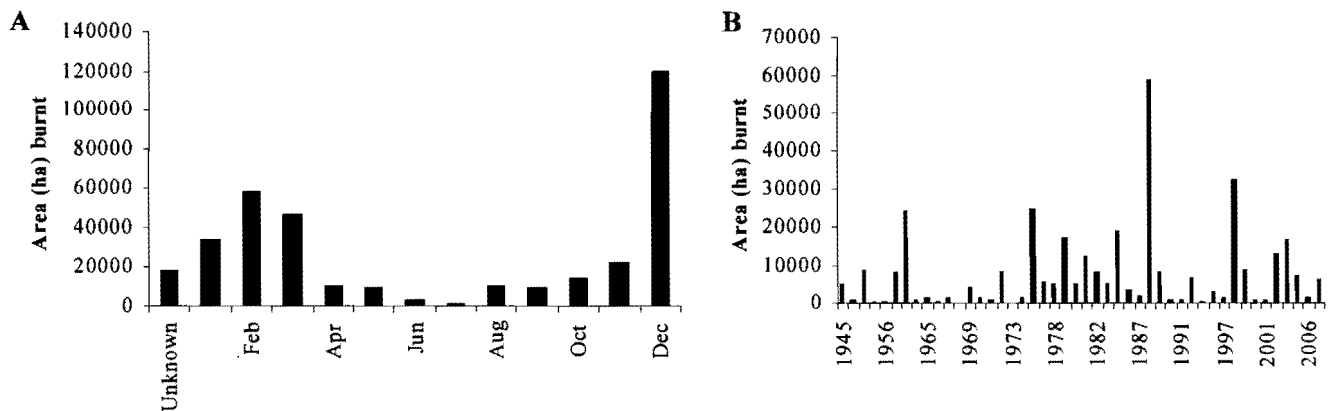 A
Area (ha) burnt
140000
120000
100000
80000
60000
40000
20000
0
Unknown
Feb
Apr
Jun
Aug
Oct
Dec
B
Area (ha) burnt
70000
60000
50000
40000
30000
20000
10000
0
1945
1956
1965
1969
1973
1978
1982
1987
1991
1997
2001
2006